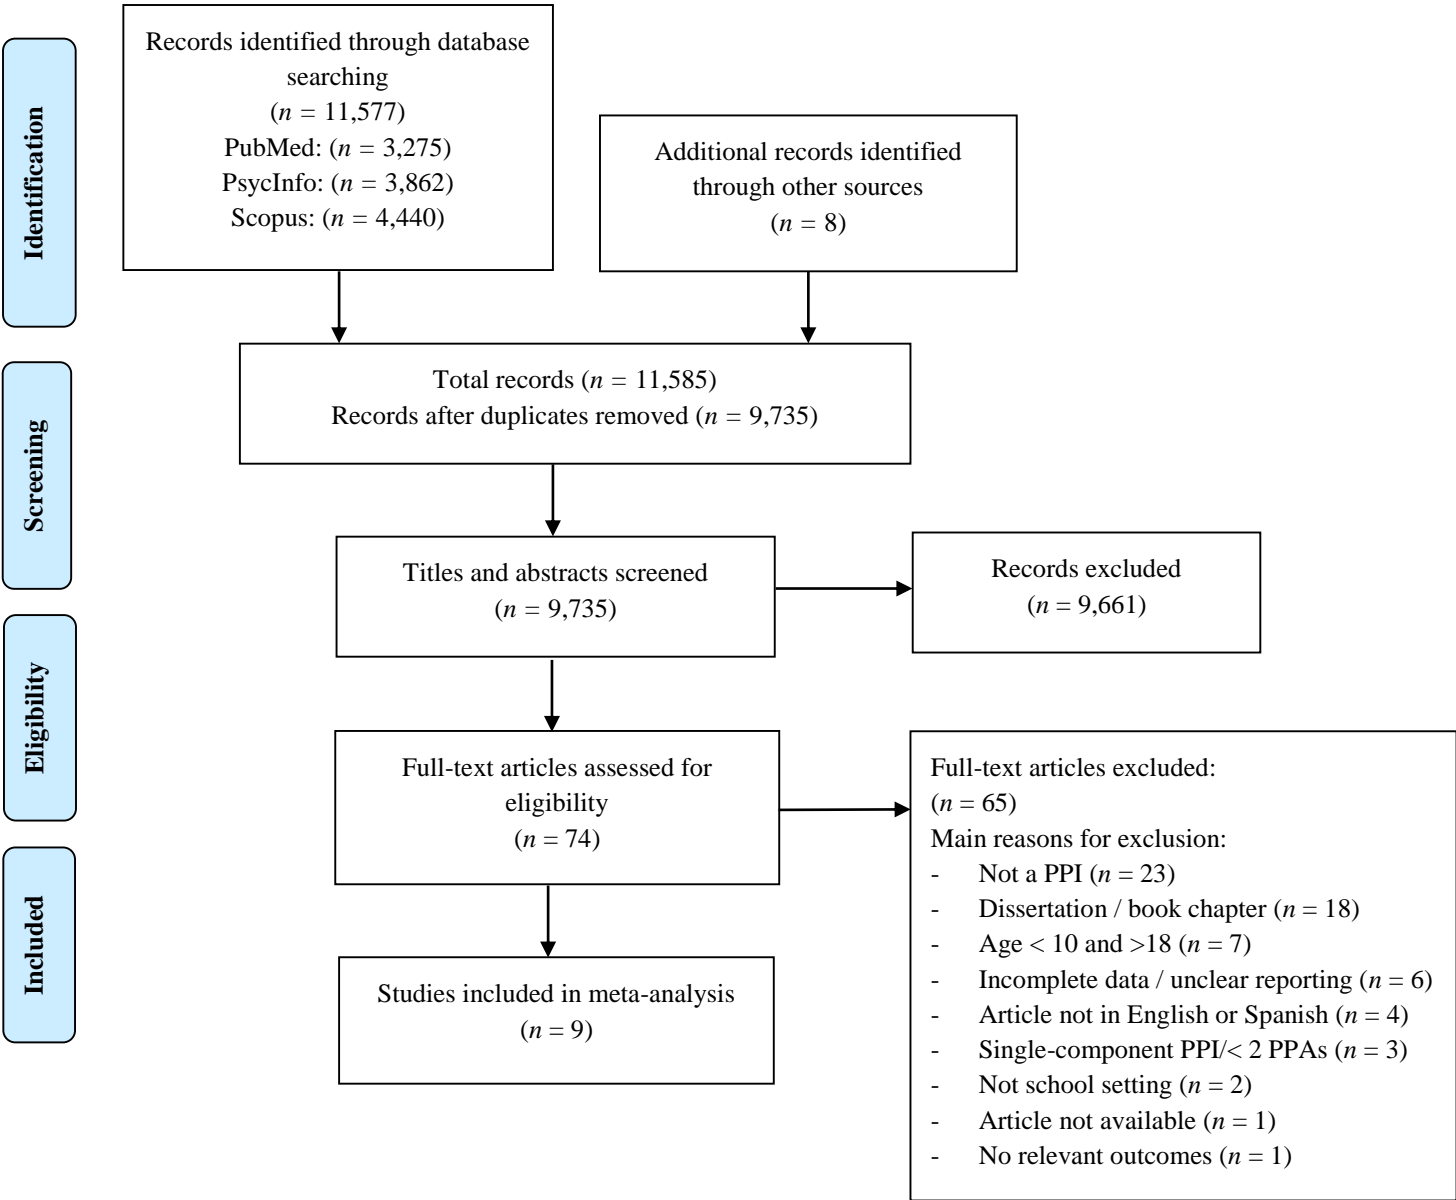 Identification
Records identified through database
searching
(n = 11,577)
PubMed: (n = 3,275)
PsycInfo: (n = 3,862)
Scopus: (n = 4,440)
Additional records identified
through other sources
(n = 8)
Screening
Total records (n = 11,585)
Records after duplicates removed (n = 9,735)
Titles and abstracts screened
(n = 9,735)
Records excluded
(n = 9,661)
Eligibility
Full-text articles assessed for
eligibility
(n = 74)
Full-text articles excluded:
(n = 65)
Main reasons for exclusion:
- Not a PPI (n = 23)
- Dissertation / book chapter (n = 18)
- Age < 10 and >18 (n = 7)
- Incomplete data / unclear reporting (n = 6)
- Article not in English or Spanish (n = 4)
- Single-component PPI/< 2 PPAs (n = 3)
- Not school setting (n = 2)
- Article not available (n = 1)
- No relevant outcomes (n = 1)
Included
Studies included in meta-analysis
(n = 9)